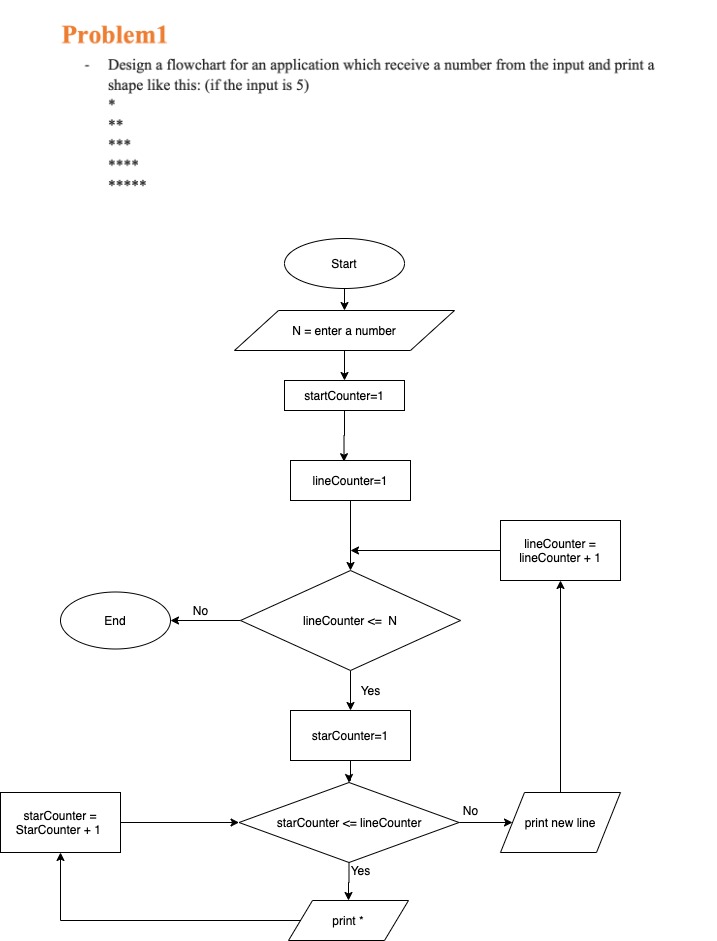 Problem1
- Design a flowchart for an application which receive a number from the input and print a
shape like this: (if the input is 5)
*
**
***
****
*****
Start
N = enter a number
startCounter=1
lineCounter=1
lineCounter =
lineCounter + 1
End
No
lineCounter <= N
Yes
starCounter=1
starCounter =
StarCounter + 1
starCounter <= lineCounter
No
print new line
Yes
print *